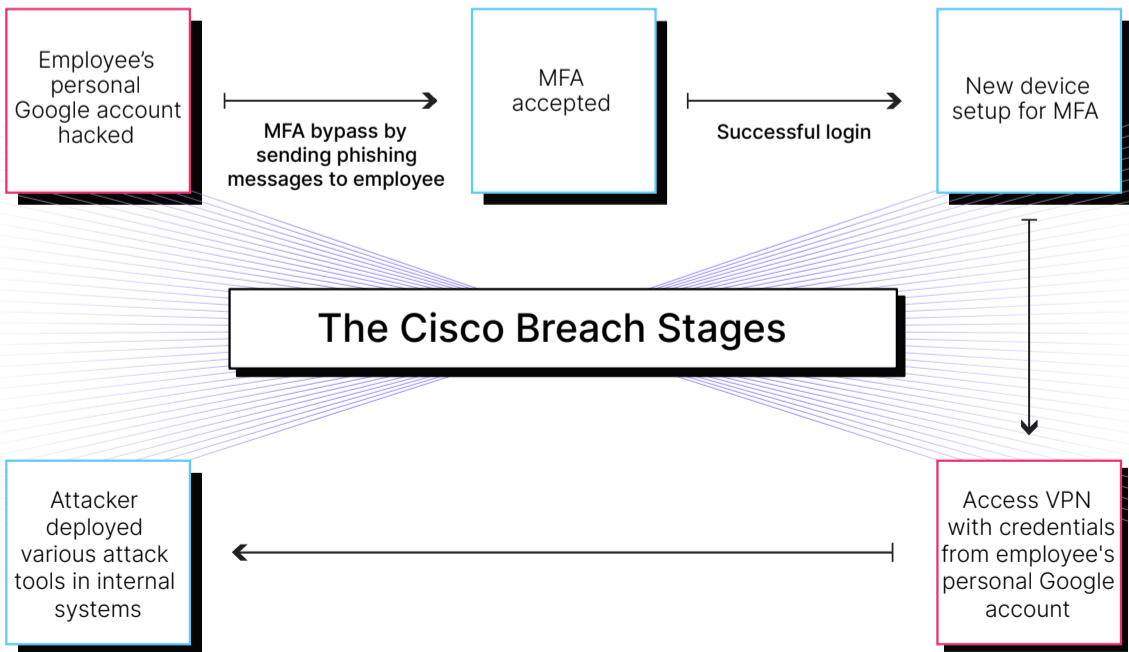 Employee’s
personal
Google account
hacked
MFA bypass by
sending phishing
messages to employee
MFA
accepted
Successful login
New device
setup for MFA
The Cisco Breach Stages
Access VPN
with credentials
from employee's
personal Google
account
Attacker
deployed
various attack
tools in internal
systems